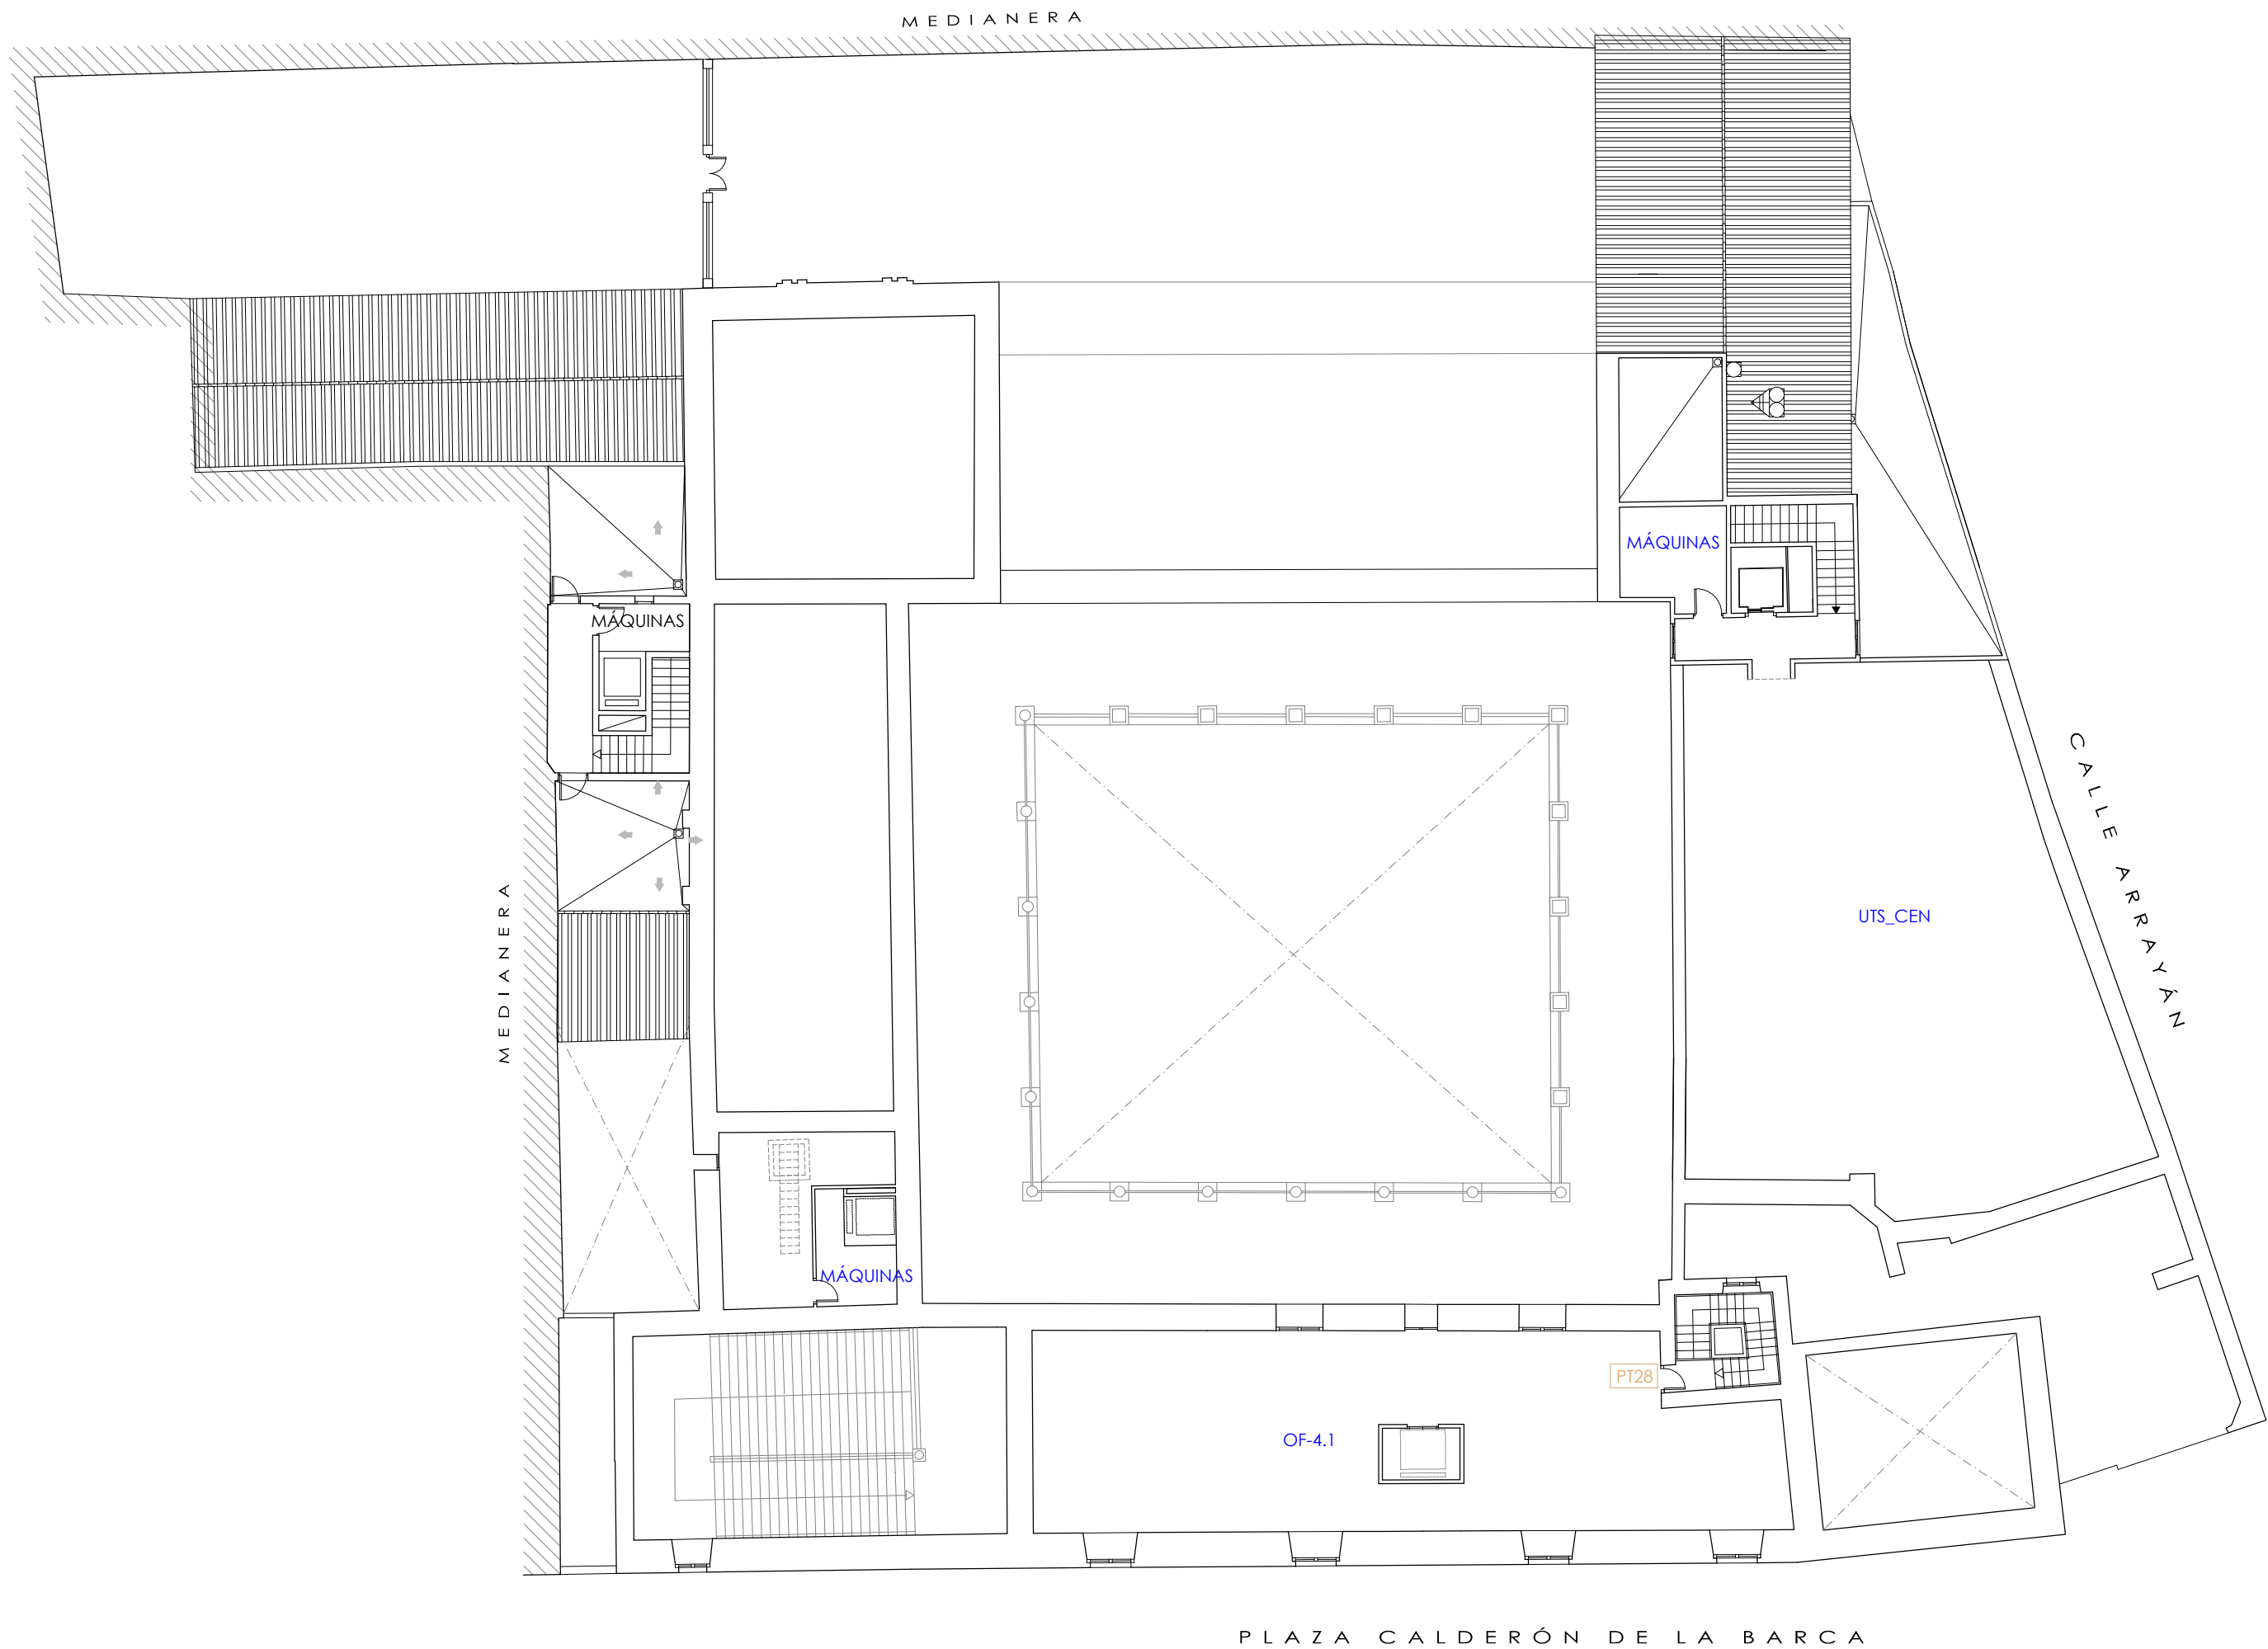 MEDIANERA
MÁQUINAS
MÁQUINAS
CALLE ARRAYÁN
UTS_CEN
MEDIANERA
MÁQUINAS
PT28
OF-4.1
PLAZA CALDERÓN DE LA BARCA